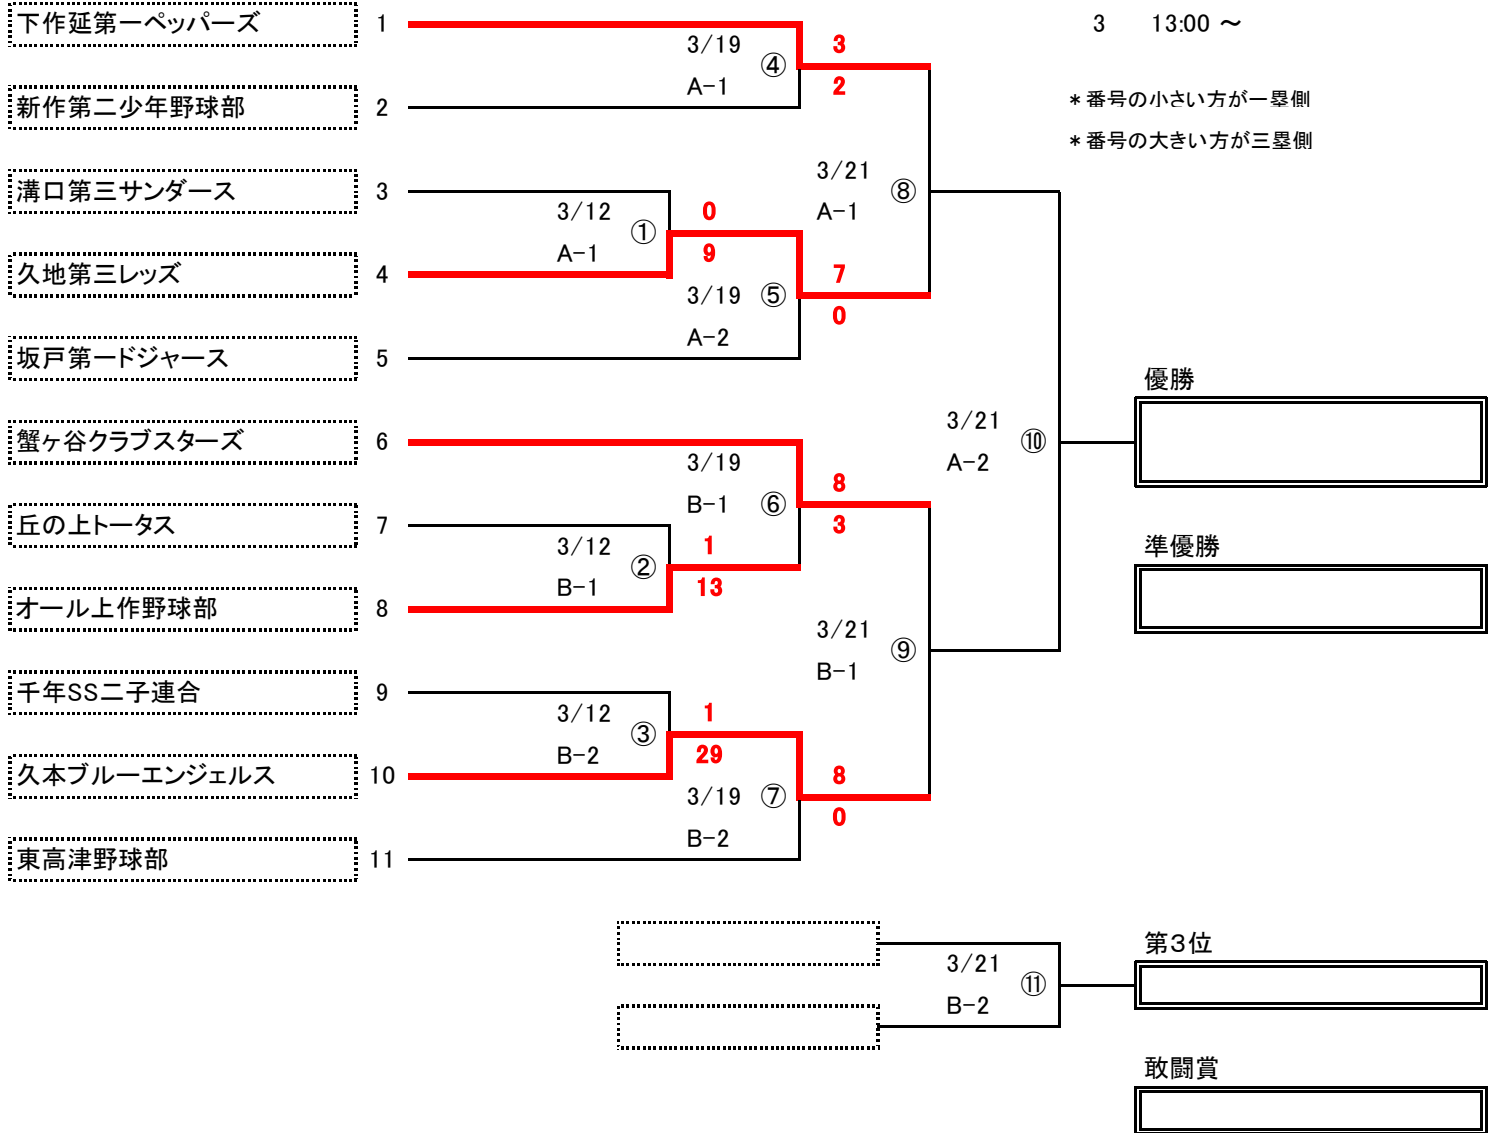 下作延第一ペッパーズ 1
3 13:00 ～
3/19 ④ 3
A-1 2
新作第二少年野球部 2
＊番号の小さい方が一塁側
＊番号の大きい方が三塁側
溝口第三サンダース 3
3/21 ⑧
A-1
3/12 ① 0
A-1 9
久地第三レッズ 4
3/19 ⑤ 7
A-2 0
坂戸第一ドジャース 5
優勝
蟹ヶ谷クラブスターズ 6
3/21 ⑩
A-2
3/19 ⑥ 8
B-1 3
丘の上トータス 7
準優勝
3/12 ② 1
B-1 13
オール上作野球部 8
3/21 ⑨
B-1
千年SS二子連合 9
3/12 ③ 1
B-2 29
久本ブルーエンジェルス 10
3/19 ⑦ 8
B-2 0
東高津野球部 11
第3位
3/21 ⑪
B-2
敢闘賞